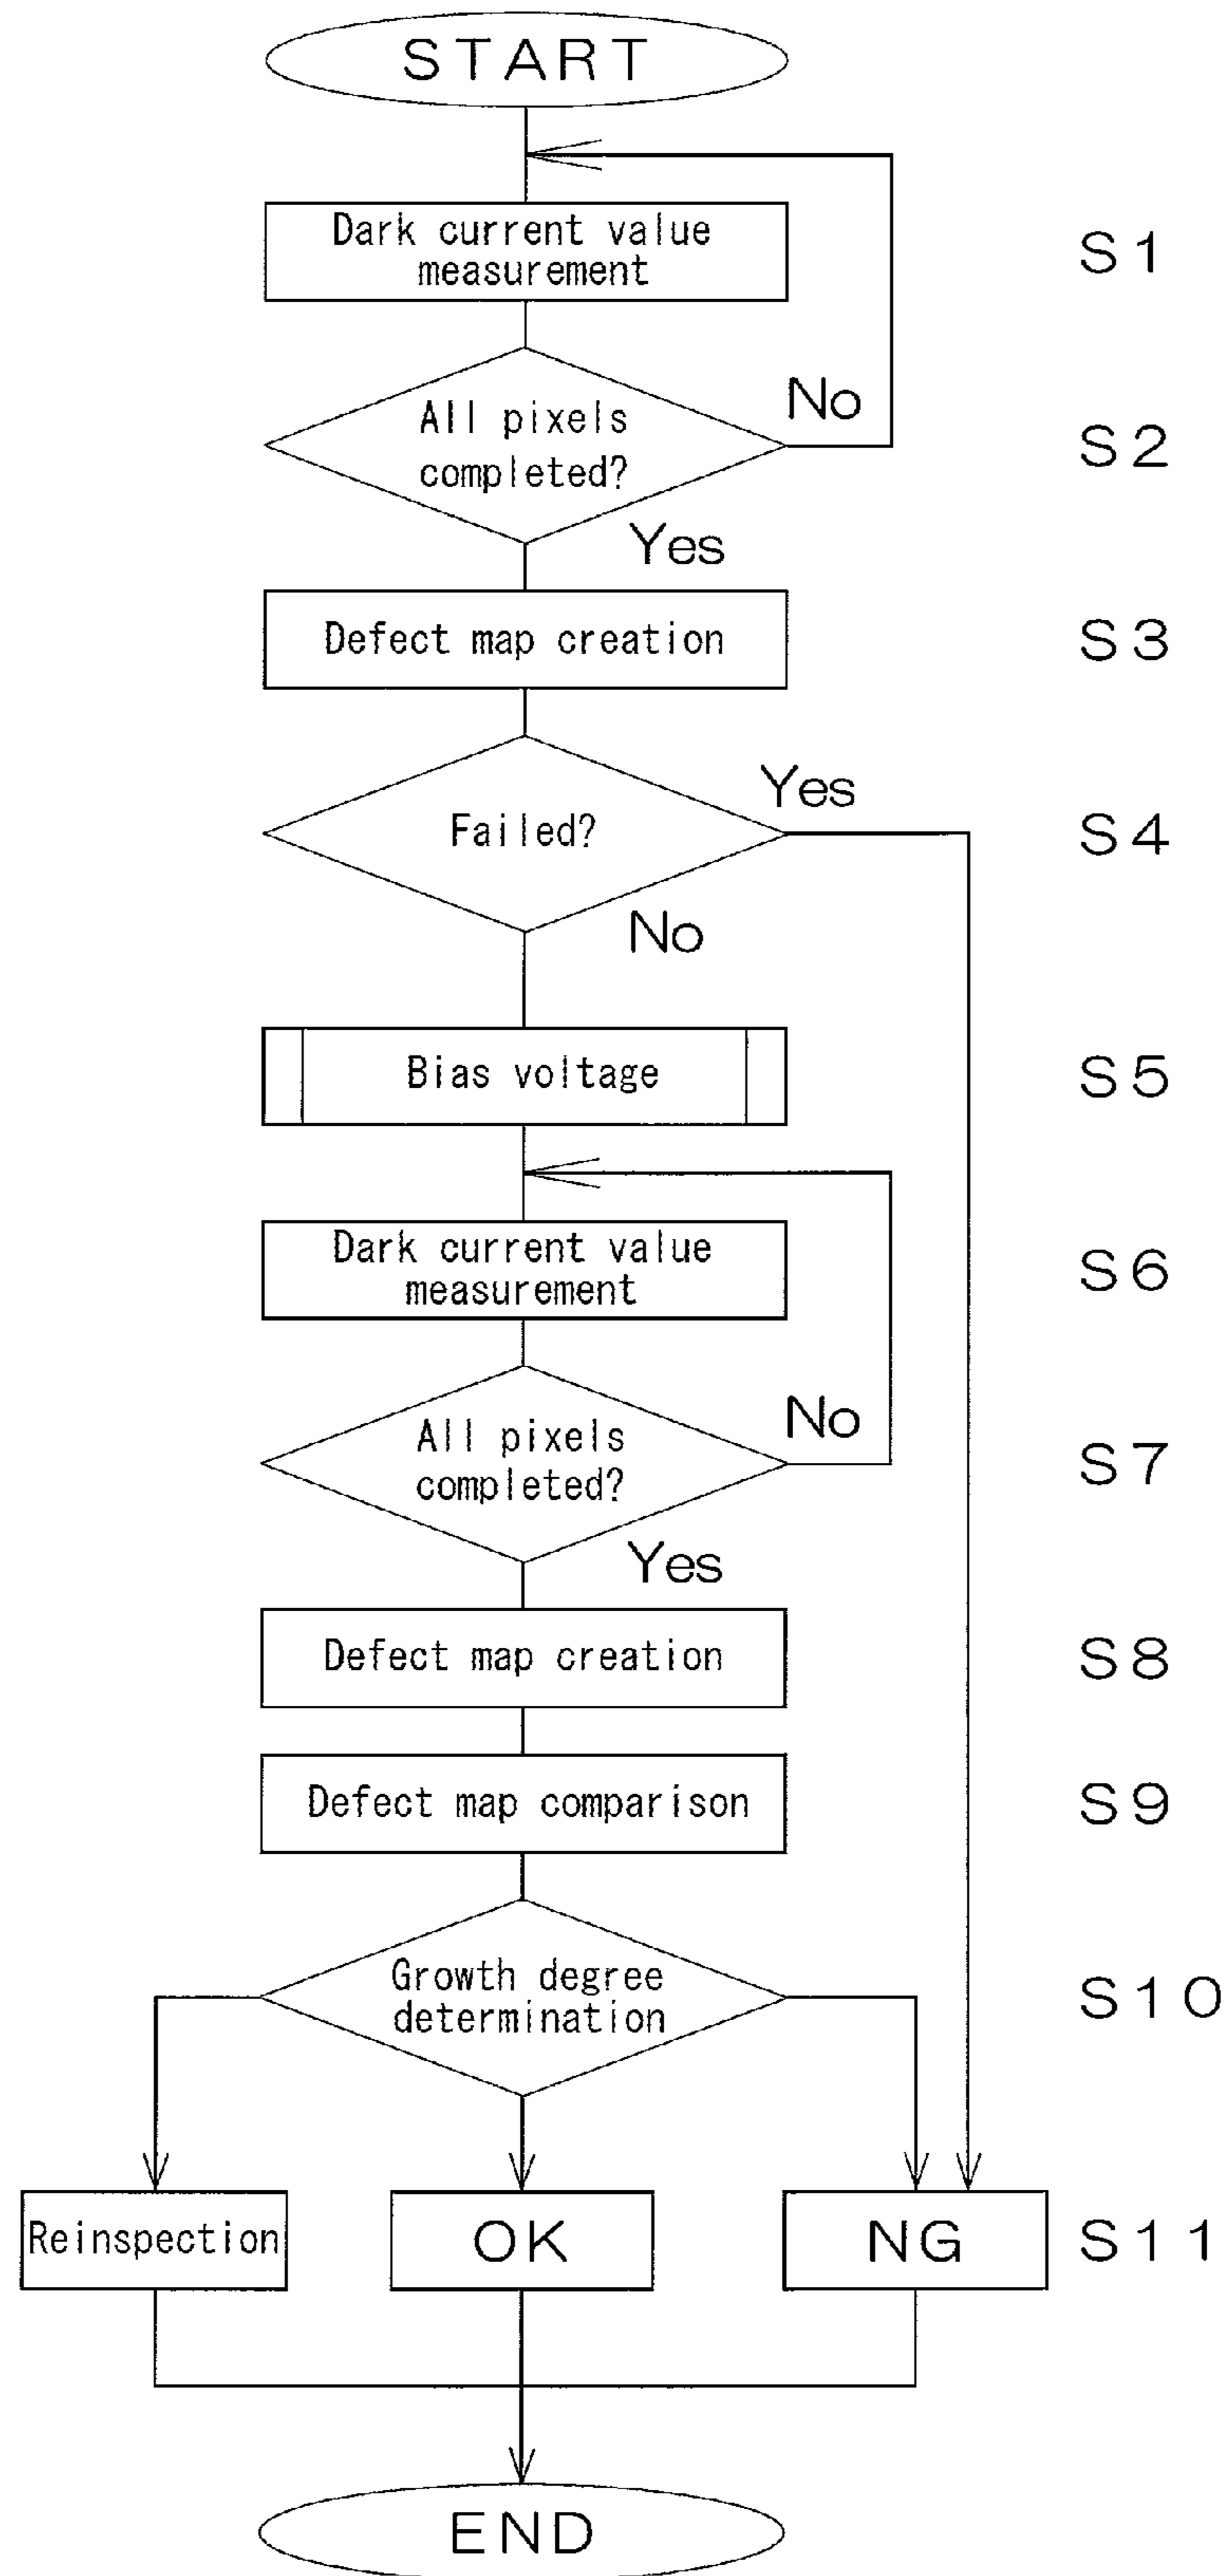 START
Dark current value
measurement
S1
All pixels
completed?
No
S2
Yes
Defect map creation
S3
Failed?
Yes
S4
No
Bias voltage
S5
Dark current value
measurement
S6
All pixels
completed?
No
S7
Yes
Defect map creation
S8
Defect map comparison
S9
Growth degree
determination
S10
Reinspection
OK
NG
S11
END